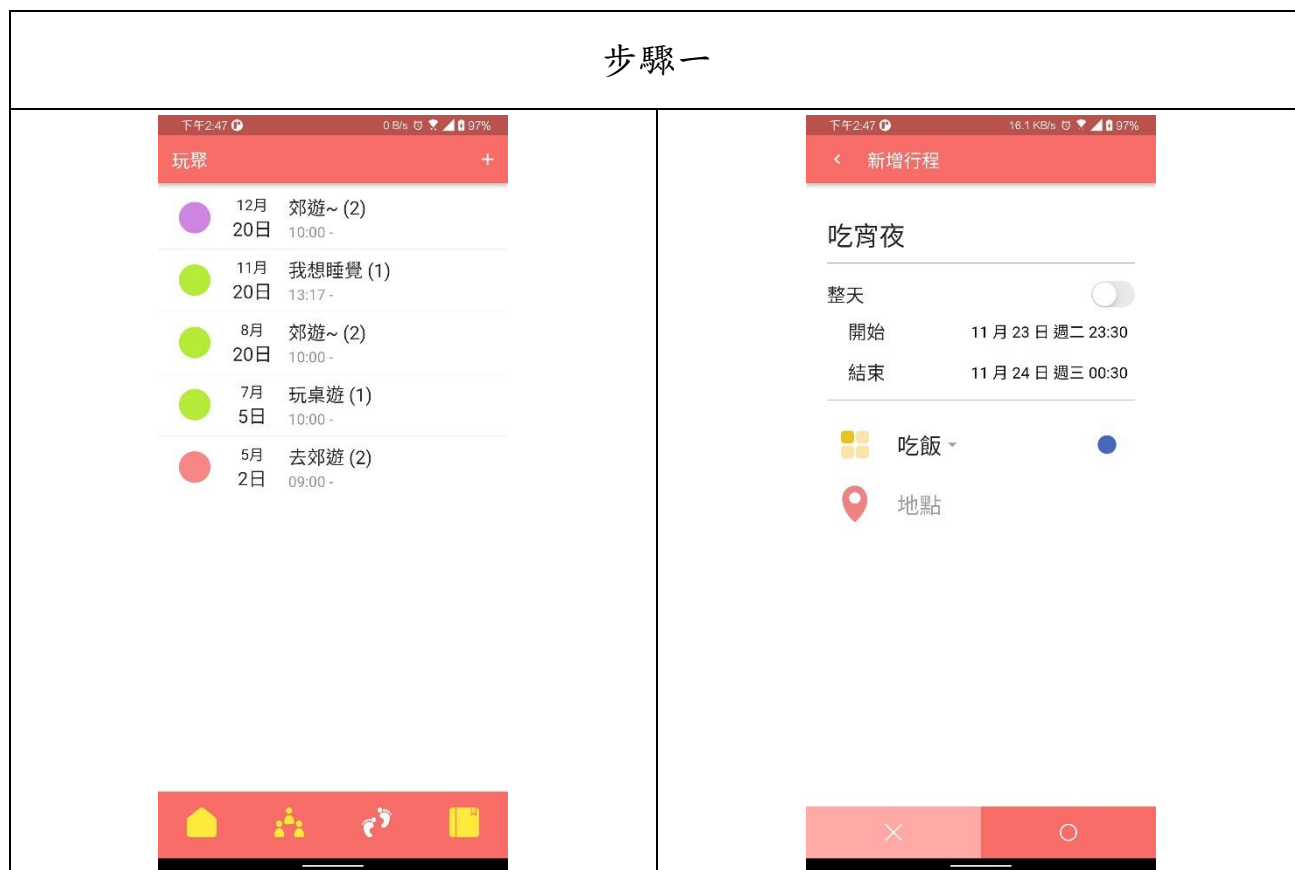 步驟一
下午2:47 0 B/s 97%
玩聚 +
12月
20日
郊遊~ (2)
10:00 -
11月
20日
我想睡覺 (1)
13:17 -
8月
20日
郊遊~ (2)
10:00 -
7月
5日
玩桌遊 (1)
10:00 -
5月
2日
去郊遊 (2)
09:00 -
下午2:47 16.1 KB/s 97%
新增行程
吃宵夜
整天
開始 11 月 23 日 週二 23:30
結束 11 月 24 日 週三 00:30
吃飯
地點